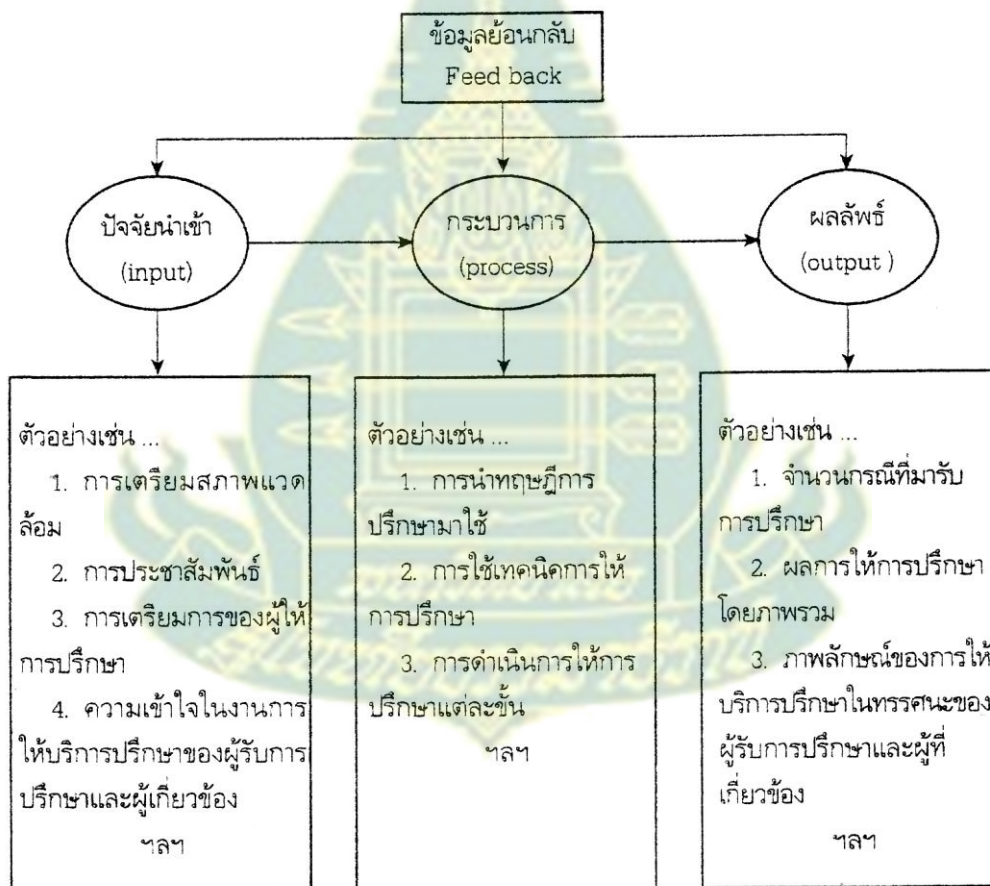 ข้อมูลย้อนกลับ
Feed back
ปัจจัยนำเข้า
(input)
กระบวนการ
(process)
ผลลัพธ์
(output )
ตัวอย่างเช่น ...
1. การเตรียมสภาพแวด
ล้อม
2. การประชาสัมพันธ์
3. การเตรียมการของผู้ให้
การปรึกษา
4. ความเข้าใจในงานการ
ให้บริการปรึกษาของผู้รับการ
ปรึกษาและผู้เกี่ยวข้อง
ฯลฯ
ตัวอย่างเช่น ...
1. การนำทฤษฎีการ
ปรึกษามาใช้
2. การใช้เทคนิคการให้
การปรึกษา
3. การดำเนินการให้การ
ปรึกษาแต่ละขั้น
ฯลฯ
ตัวอย่างเช่น ...
1. จำนวนกรณีที่มารับ
การปรึกษา
2. ผลการให้การปรึกษา
โดยภาพรวม
3. ภาพลักษณ์ของการให้
บริการปรึกษาในทรรศนะของ
ผู้รับการปรึกษาและผู้ที่
เกี่ยวข้อง
ฯลฯ